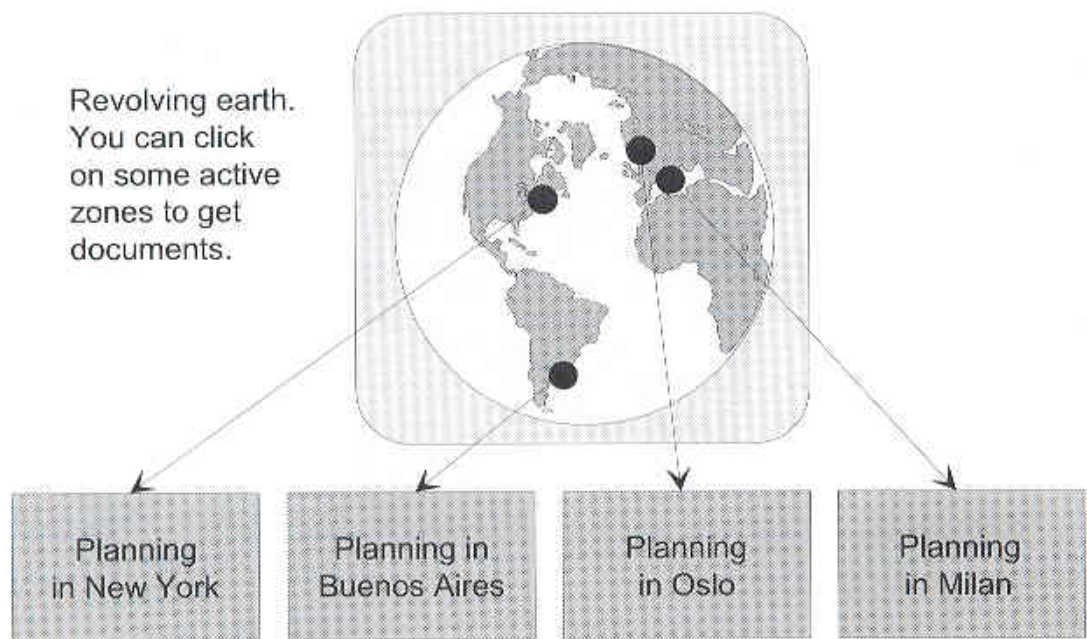 Revolving earth.
You can click
on some active
zones to get
documents.
Planning
in New York
Planning in
Buenos Aires
Planning
in Oslo
Planning
in Milan